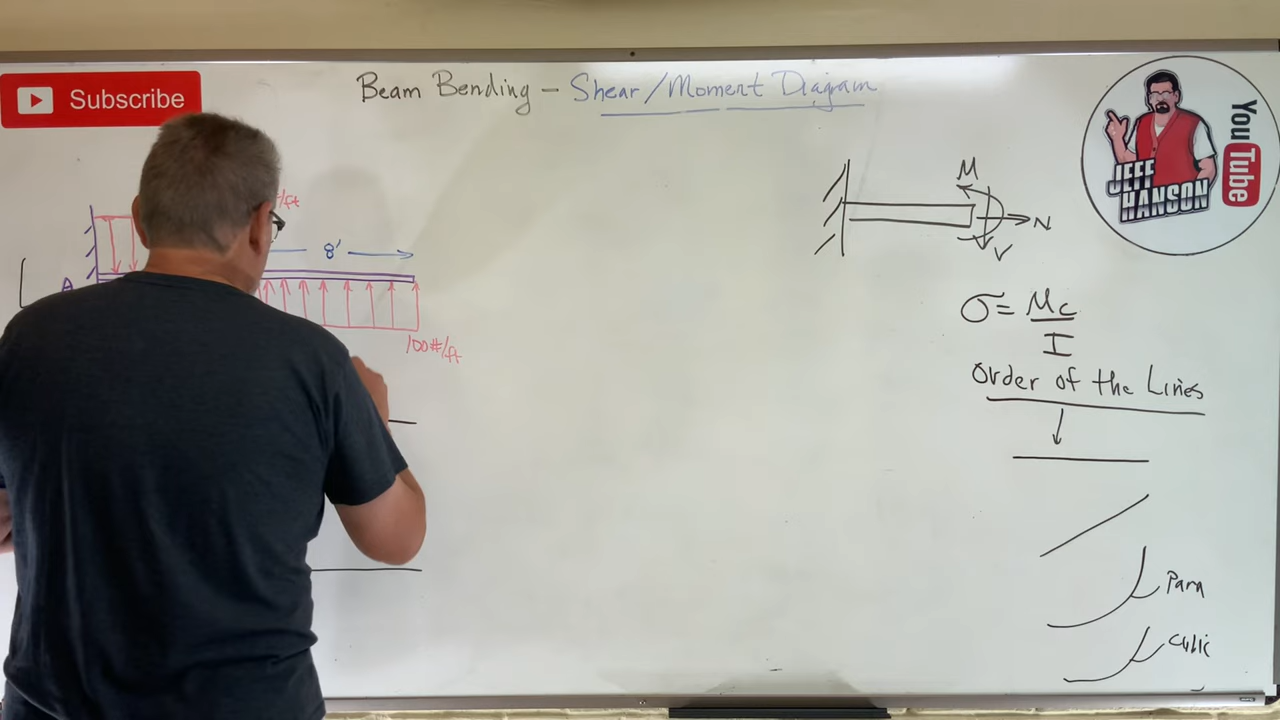 Subscribe
Beam Bending - Shear/Moment Diagram
YouTube
JEFF
HANSON
M
N
V
/ft
8'
A
100#/ft
σ = Mc
I
Order of the Lines
Para
Cubic